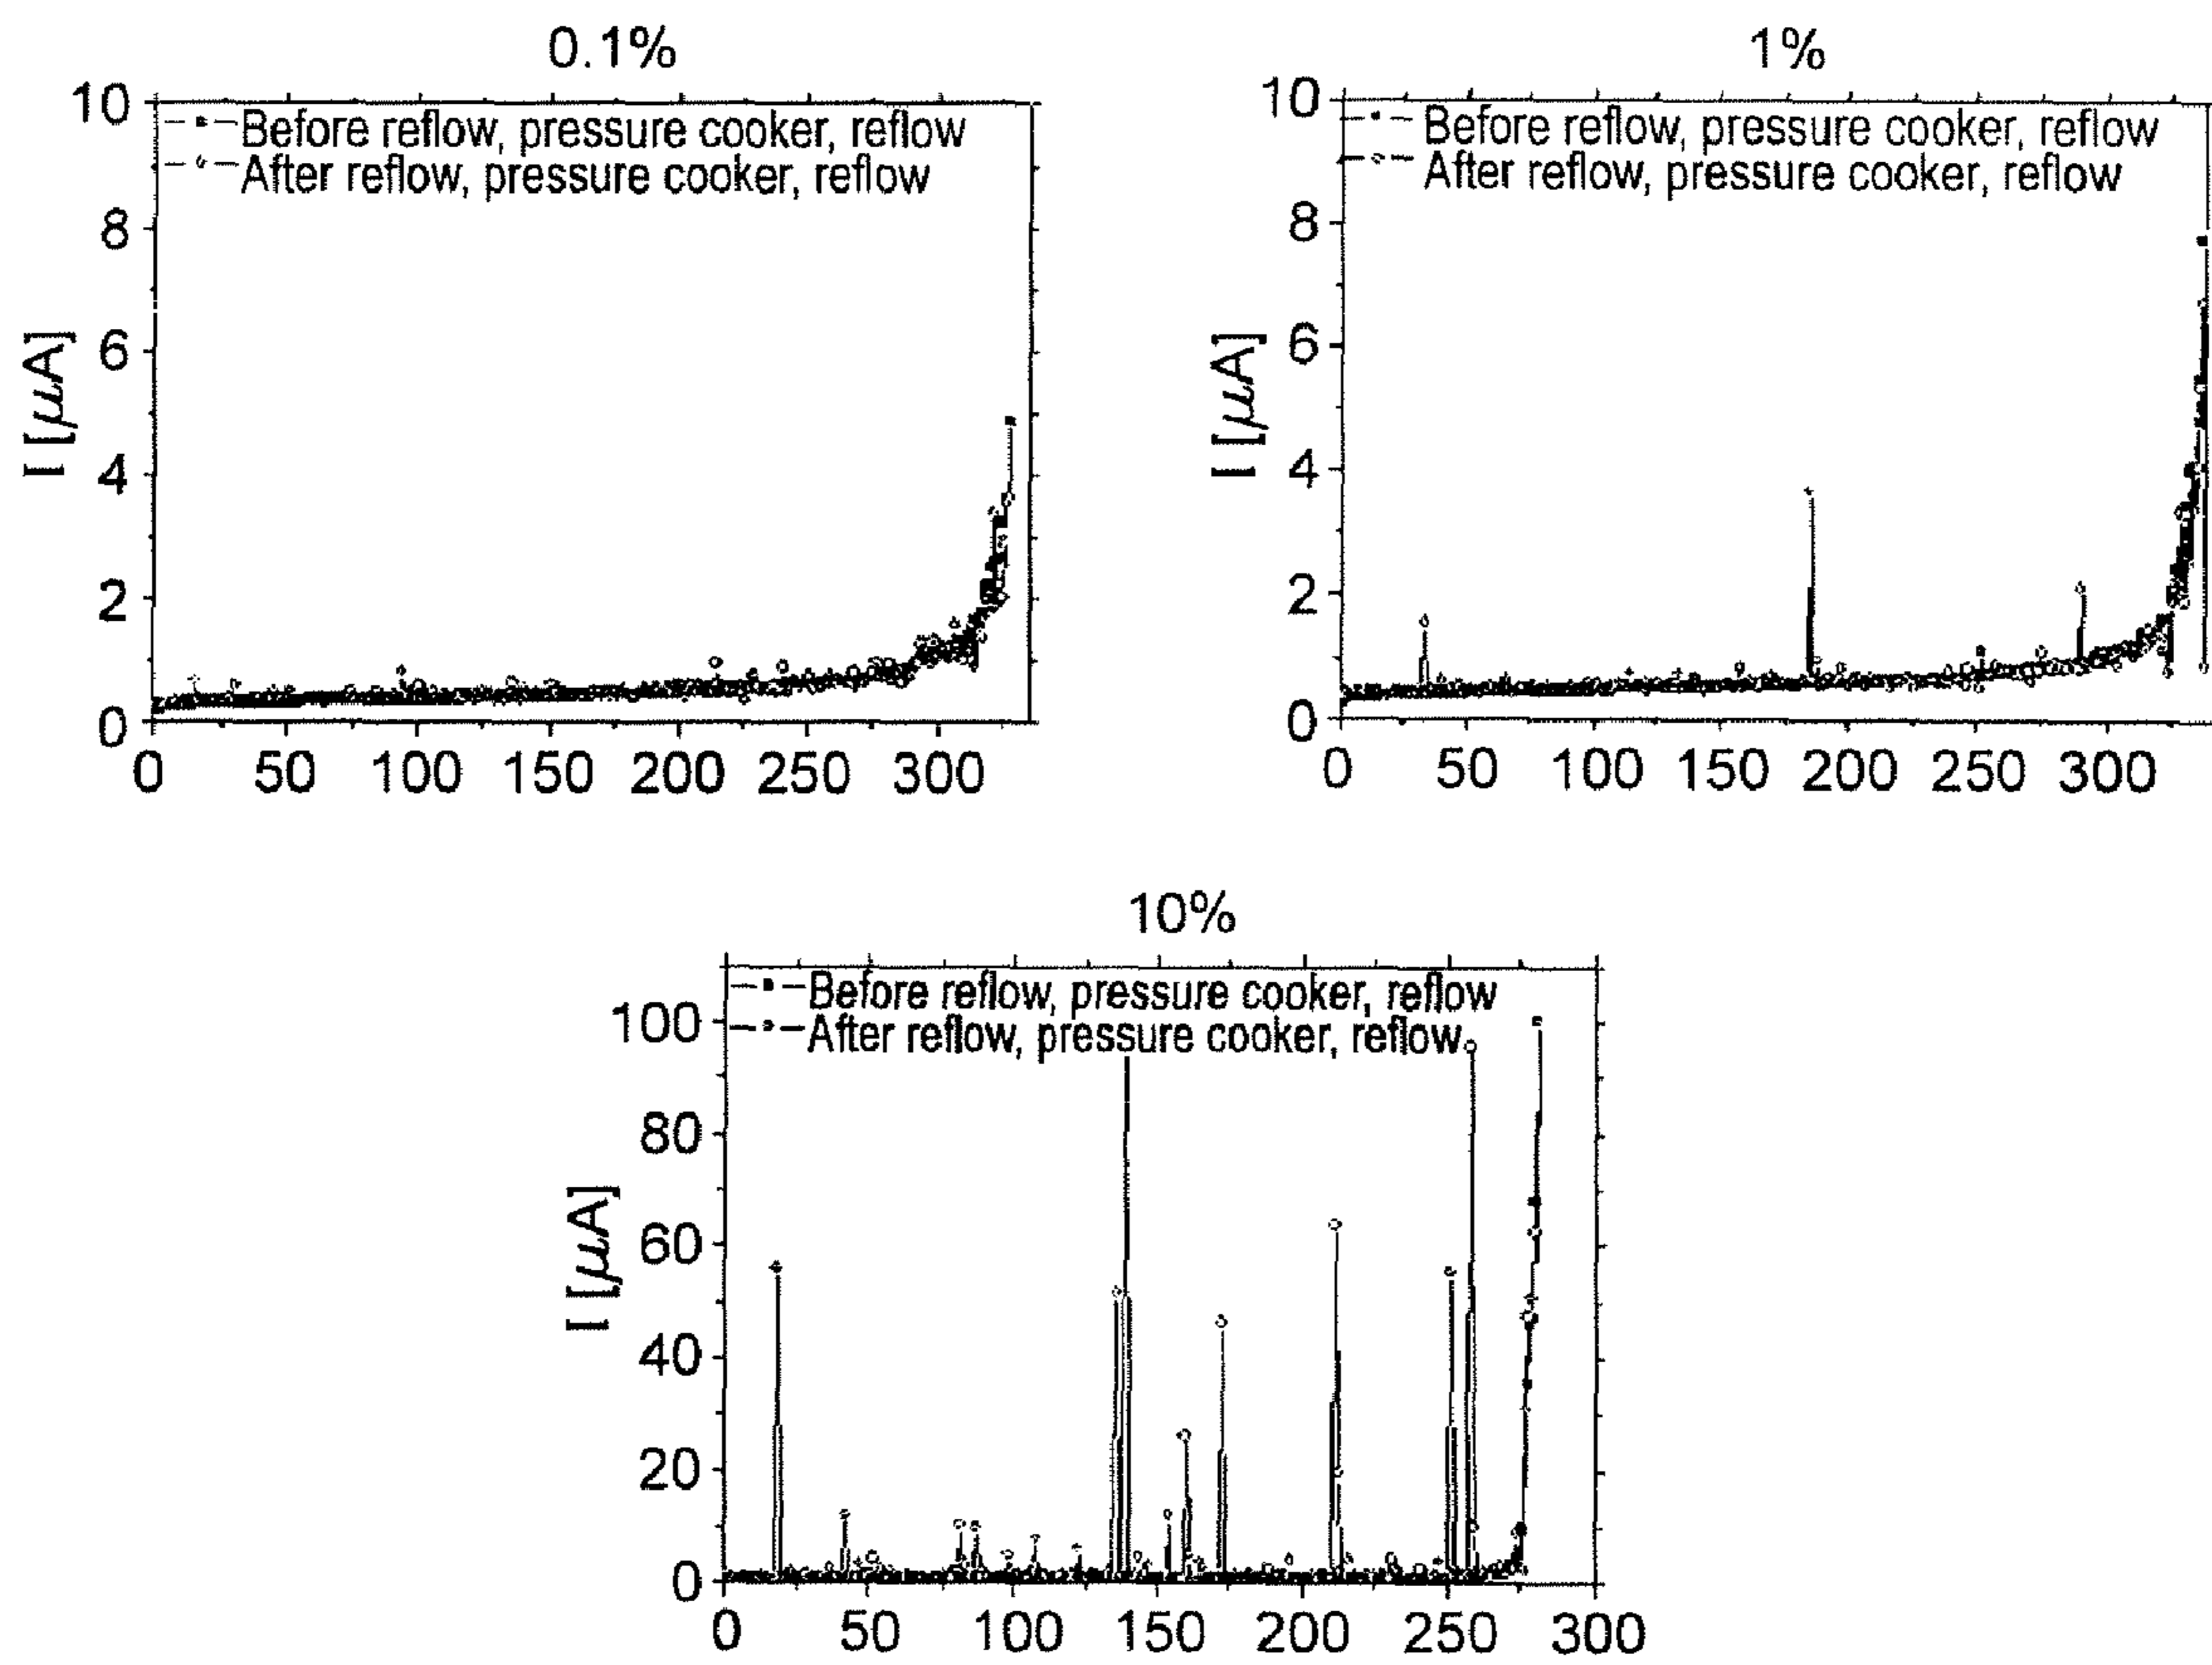 0.1%
10
Before reflow, pressure cooker, reflow
After reflow, pressure cooker, reflow
8
6
4
2
0
I [μA]
0 50 100 150 200 250 300
1%
10
Before reflow, pressure cooker, reflow
After reflow, pressure cooker, reflow
8
6
4
2
0
I [μA]
0 50 100 150 200 250 300
10%
Before reflow, pressure cooker, reflow
After reflow, pressure cooker, reflow
100
80
60
40
20
0
I [μA]
0 50 100 150 200 250 300